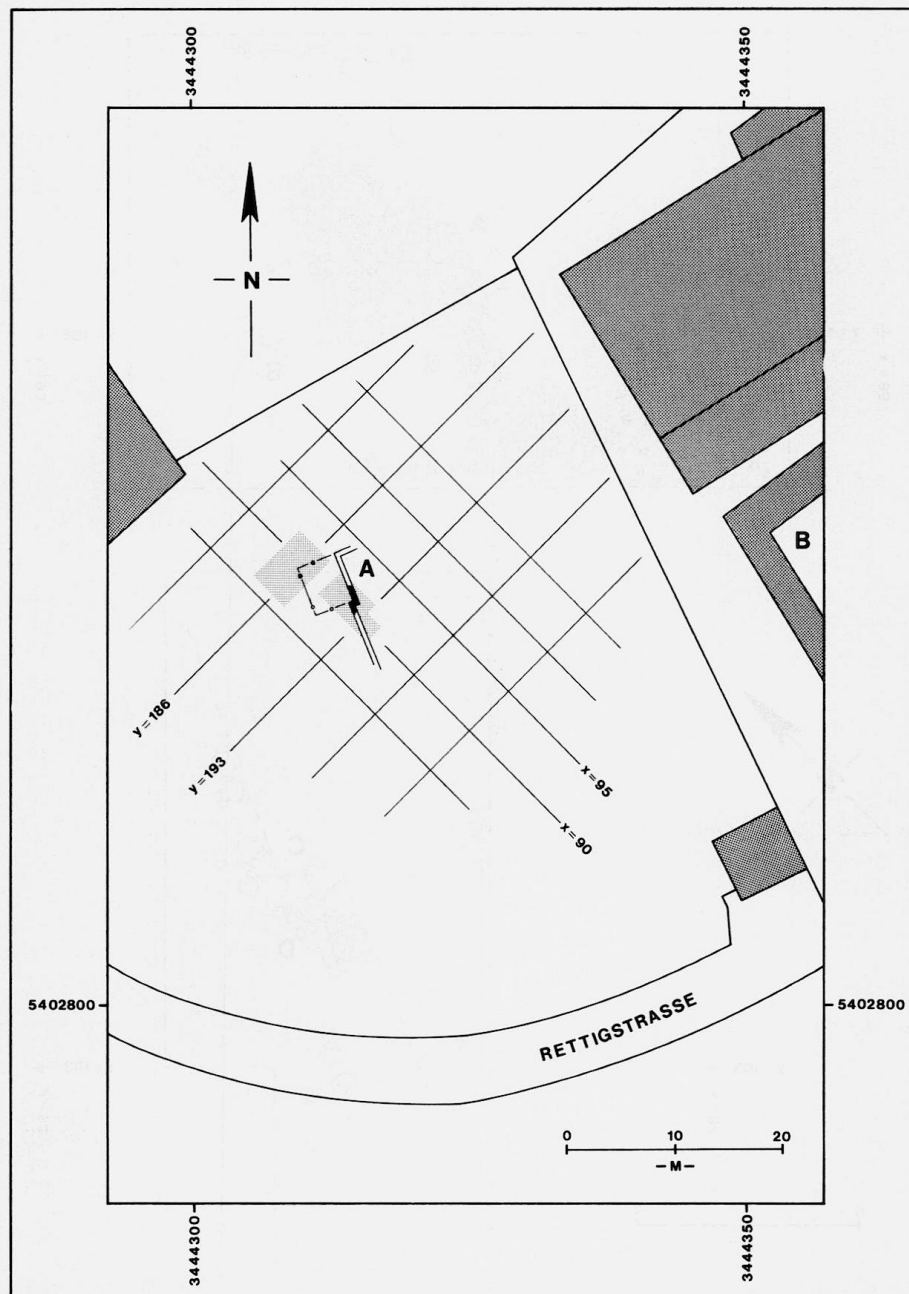 3444300
3444350
N
A
B
y = 186
y = 193
x = 95
x = 90
5402800
5402800
RETTIGSTRASSE
0 10 20
– M –
3444300
3444350